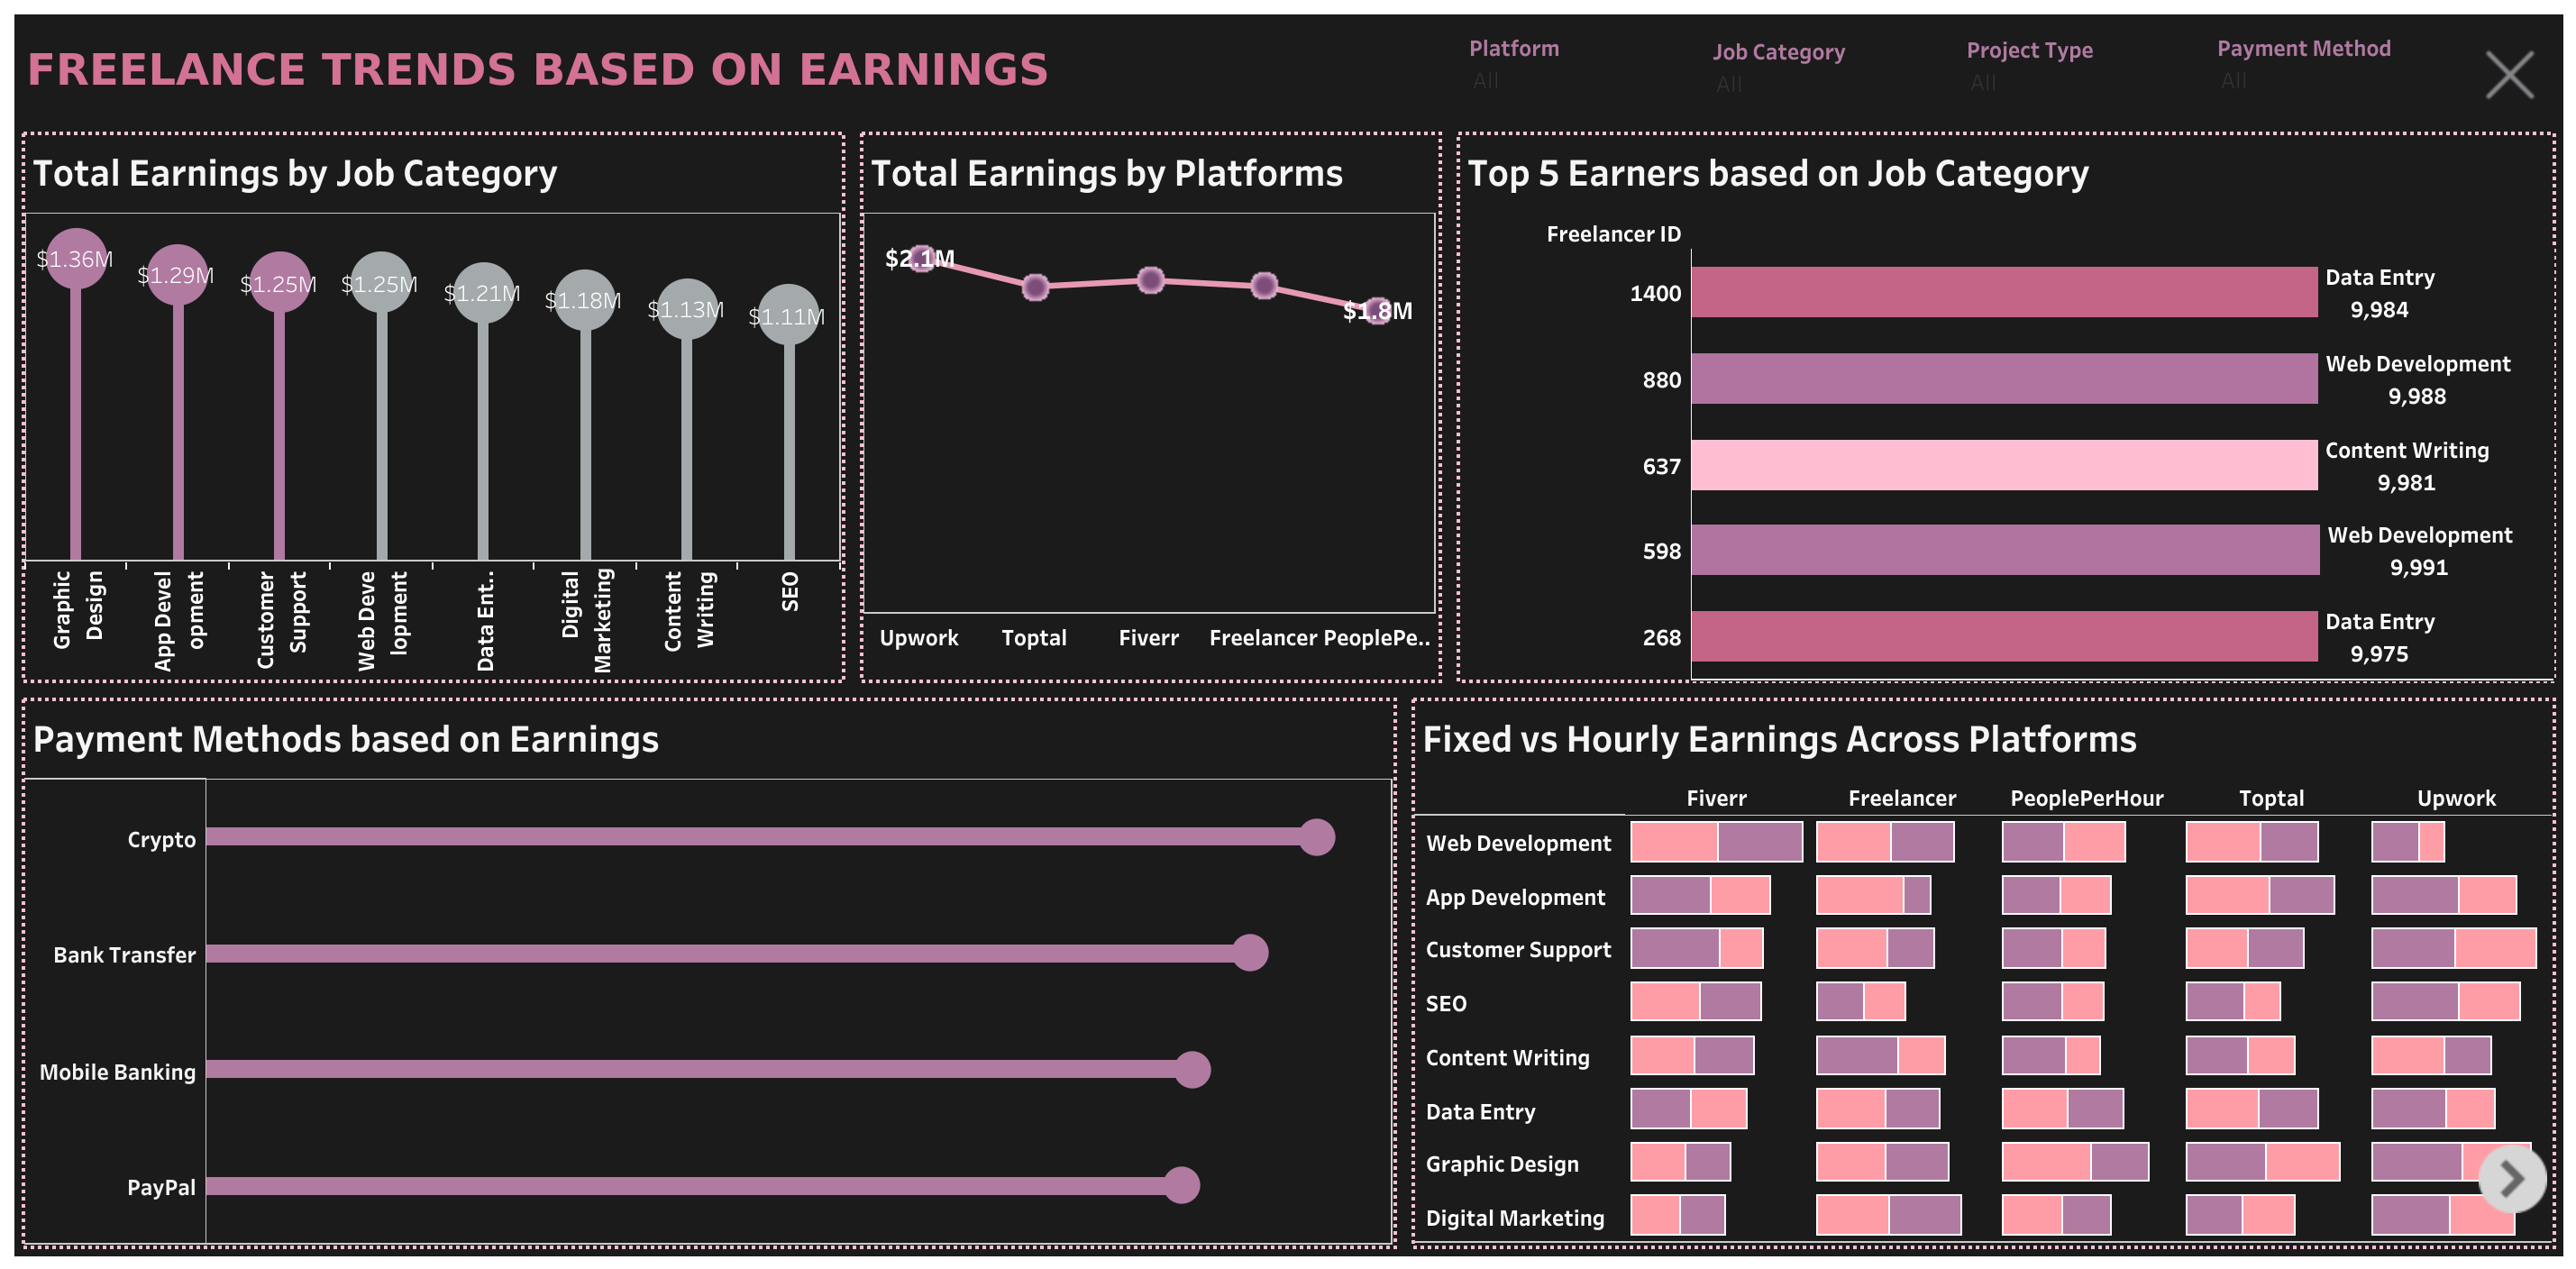 FREELANCE TRENDS BASED ON EARNINGS
Platform
All
Job Category
All
Project Type
All
Payment Method
All
Total Earnings by Job Category
$1.36M
$1.29M
$1.25M
$1.25M
$1.21M
$1.18M
$1.13M
$1.11M
Graphic
Design
App Devel
opment
Customer
Support
Web Deve
lopment
Data Ent..
Digital
Marketing
Content
Writing
SEO
Total Earnings by Platforms
$2.1M
$1.8M
Upwork
Toptal
Fiverr
Freelancer
PeoplePe..
Top 5 Earners based on Job Category
Freelancer ID
1400
Data Entry
9,984
880
Web Development
9,988
637
Content Writing
9,981
598
Web Development
9,991
268
Data Entry
9,975
Payment Methods based on Earnings
Crypto
Bank Transfer
Mobile Banking
PayPal
Fixed vs Hourly Earnings Across Platforms
Fiverr
Freelancer
PeoplePerHour
Toptal
Upwork
Web Development
App Development
Customer Support
SEO
Content Writing
Data Entry
Graphic Design
Digital Marketing